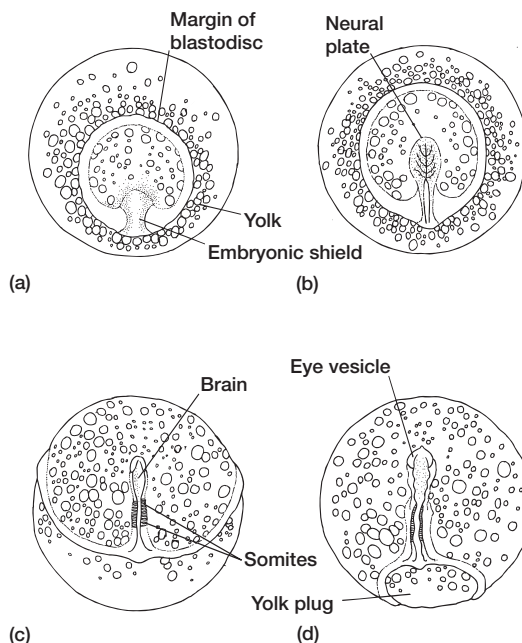 Margin of
blastodisc
Neural
plate
Yolk
Embryonic shield
(a)
(b)
Eye vesicle
Brain
Somites
Yolk plug
(c)
(d)